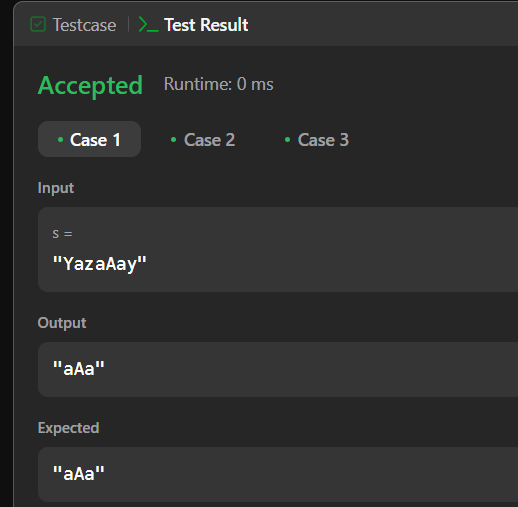 Testcase | Test Result
Accepted Runtime: 0 ms
• Case 1 • Case 2 • Case 3
Input
s =
"YazaAay"
Output
"aAa"
Expected
"aAa"